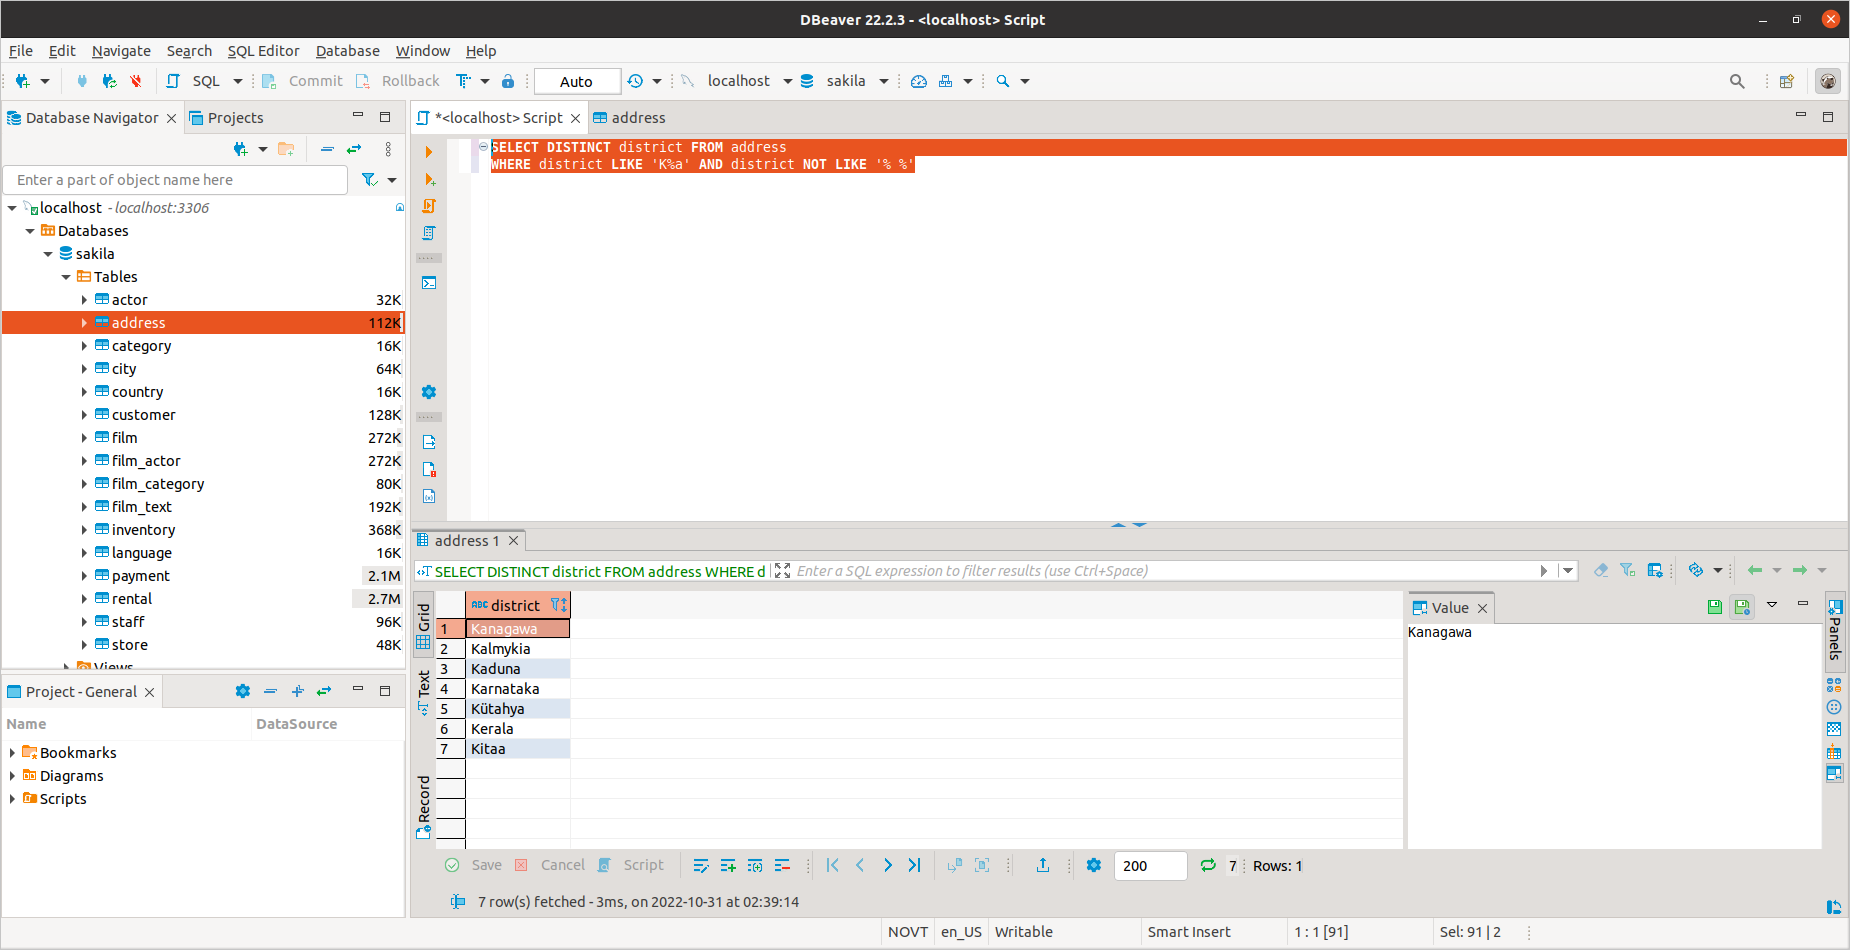 DBeaver 22.2.3 - <localhost> Script
File Edit Navigate Search SQL Editor Database Window Help
SQL Commit Rollback Auto localhost sakila
Database Navigator Projects
*<localhost> Script address
SELECT DISTINCT district FROM address
WHERE district LIKE 'K%a' AND district NOT LIKE '% %'
Enter a part of object name here
localhost - localhost:3306
Databases
sakila
Tables
actor 32K
address 112K
category 16K
city 64K
country 16K
customer 128K
film 272K
film_actor 272K
film_category 80K
film_text 192K
inventory 368K
language 16K
payment 2.1M
rental 2.7M
staff 96K
store 48K
Views
Project - General
Name DataSource
Bookmarks
Diagrams
Scripts
address 1
SELECT DISTINCT district FROM address WHERE d Enter a SQL expression to filter results (use Ctrl+Space)
Grid
Text
Record
ABC district
1 Kanagawa
2 Kalmykia
3 Kaduna
4 Karnataka
5 Kütahya
6 Kerala
7 Kitaa
Value
Kanagawa
Panels
Save Cancel Script 200 7 Rows: 1
7 row(s) fetched - 3ms, on 2022-10-31 at 02:39:14
NOVT en_US Writable Smart Insert 1 : 1 [91] Sel: 91 | 2